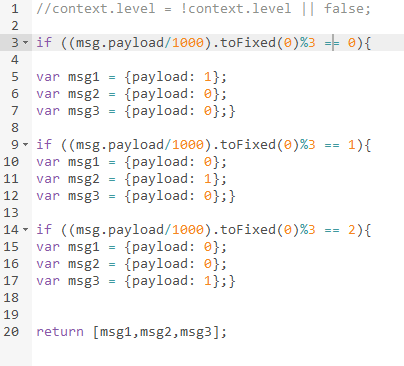 1 //context.level = !context.level || false;
2
3 if ((msg.payload/1000).toFixed(0)%3 == 0){
4
5 var msg1 = {payload: 1};
6 var msg2 = {payload: 0};
7 var msg3 = {payload: 0};}
8
9 if ((msg.payload/1000).toFixed(0)%3 == 1){
10 var msg1 = {payload: 0};
11 var msg2 = {payload: 1};
12 var msg3 = {payload: 0};}
13
14 if ((msg.payload/1000).toFixed(0)%3 == 2){
15 var msg1 = {payload: 0};
16 var msg2 = {payload: 0};
17 var msg3 = {payload: 1};}
18
19
20 return [msg1,msg2,msg3];